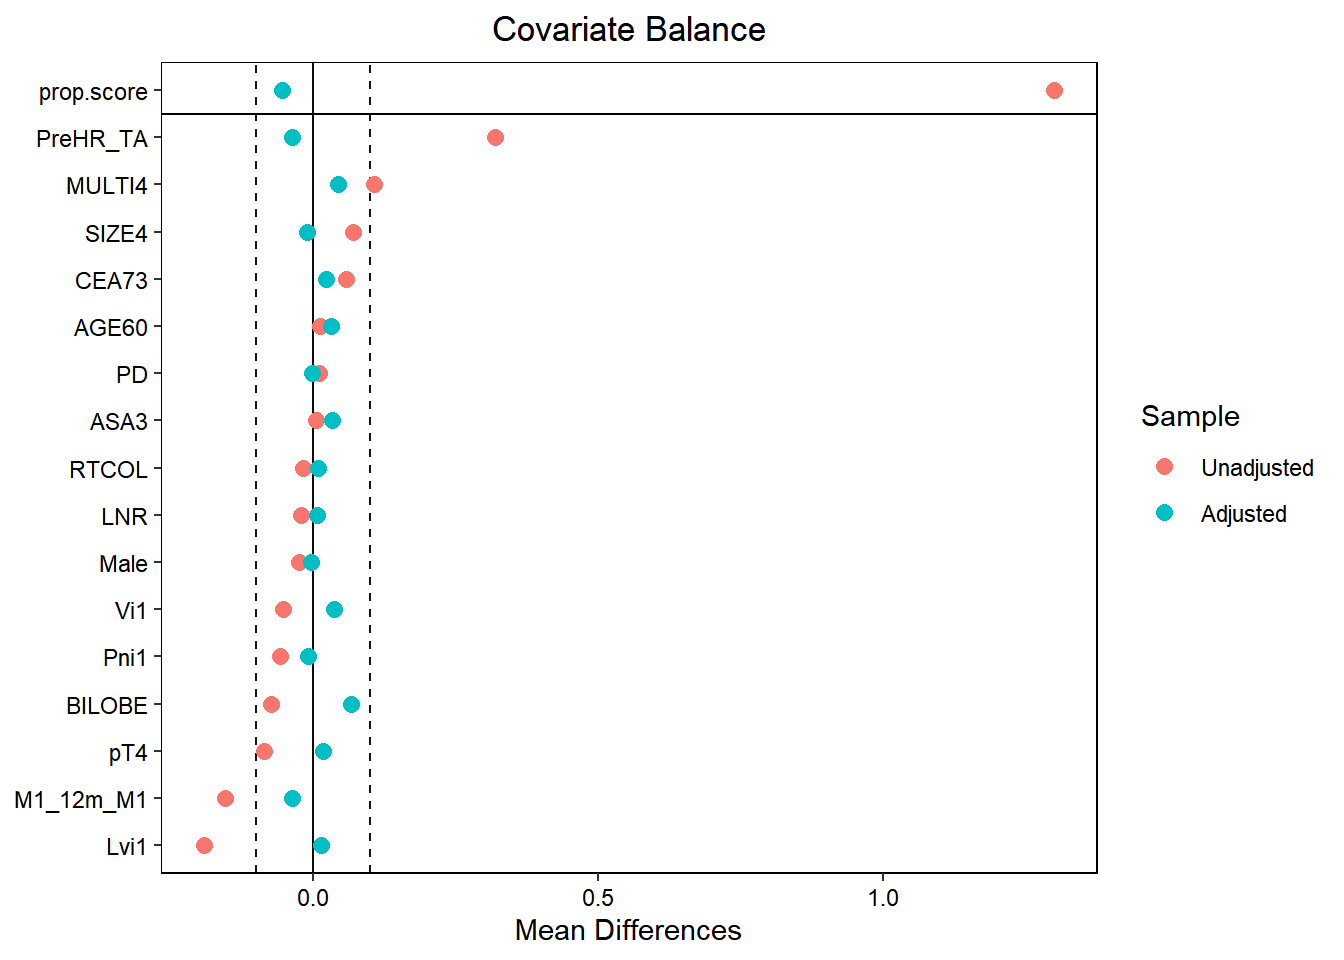 Covariate Balance
prop.score
PreHR_TA
MULTI4
SIZE4
CEA73
AGE60
PD
ASA3
RTCOL
LNR
Male
Vi1
Pni1
BILOBE
pT4
M1_12m_M1
Lvi1
0.0 0.5 1.0
Mean Differences
Sample
Unadjusted
Adjusted